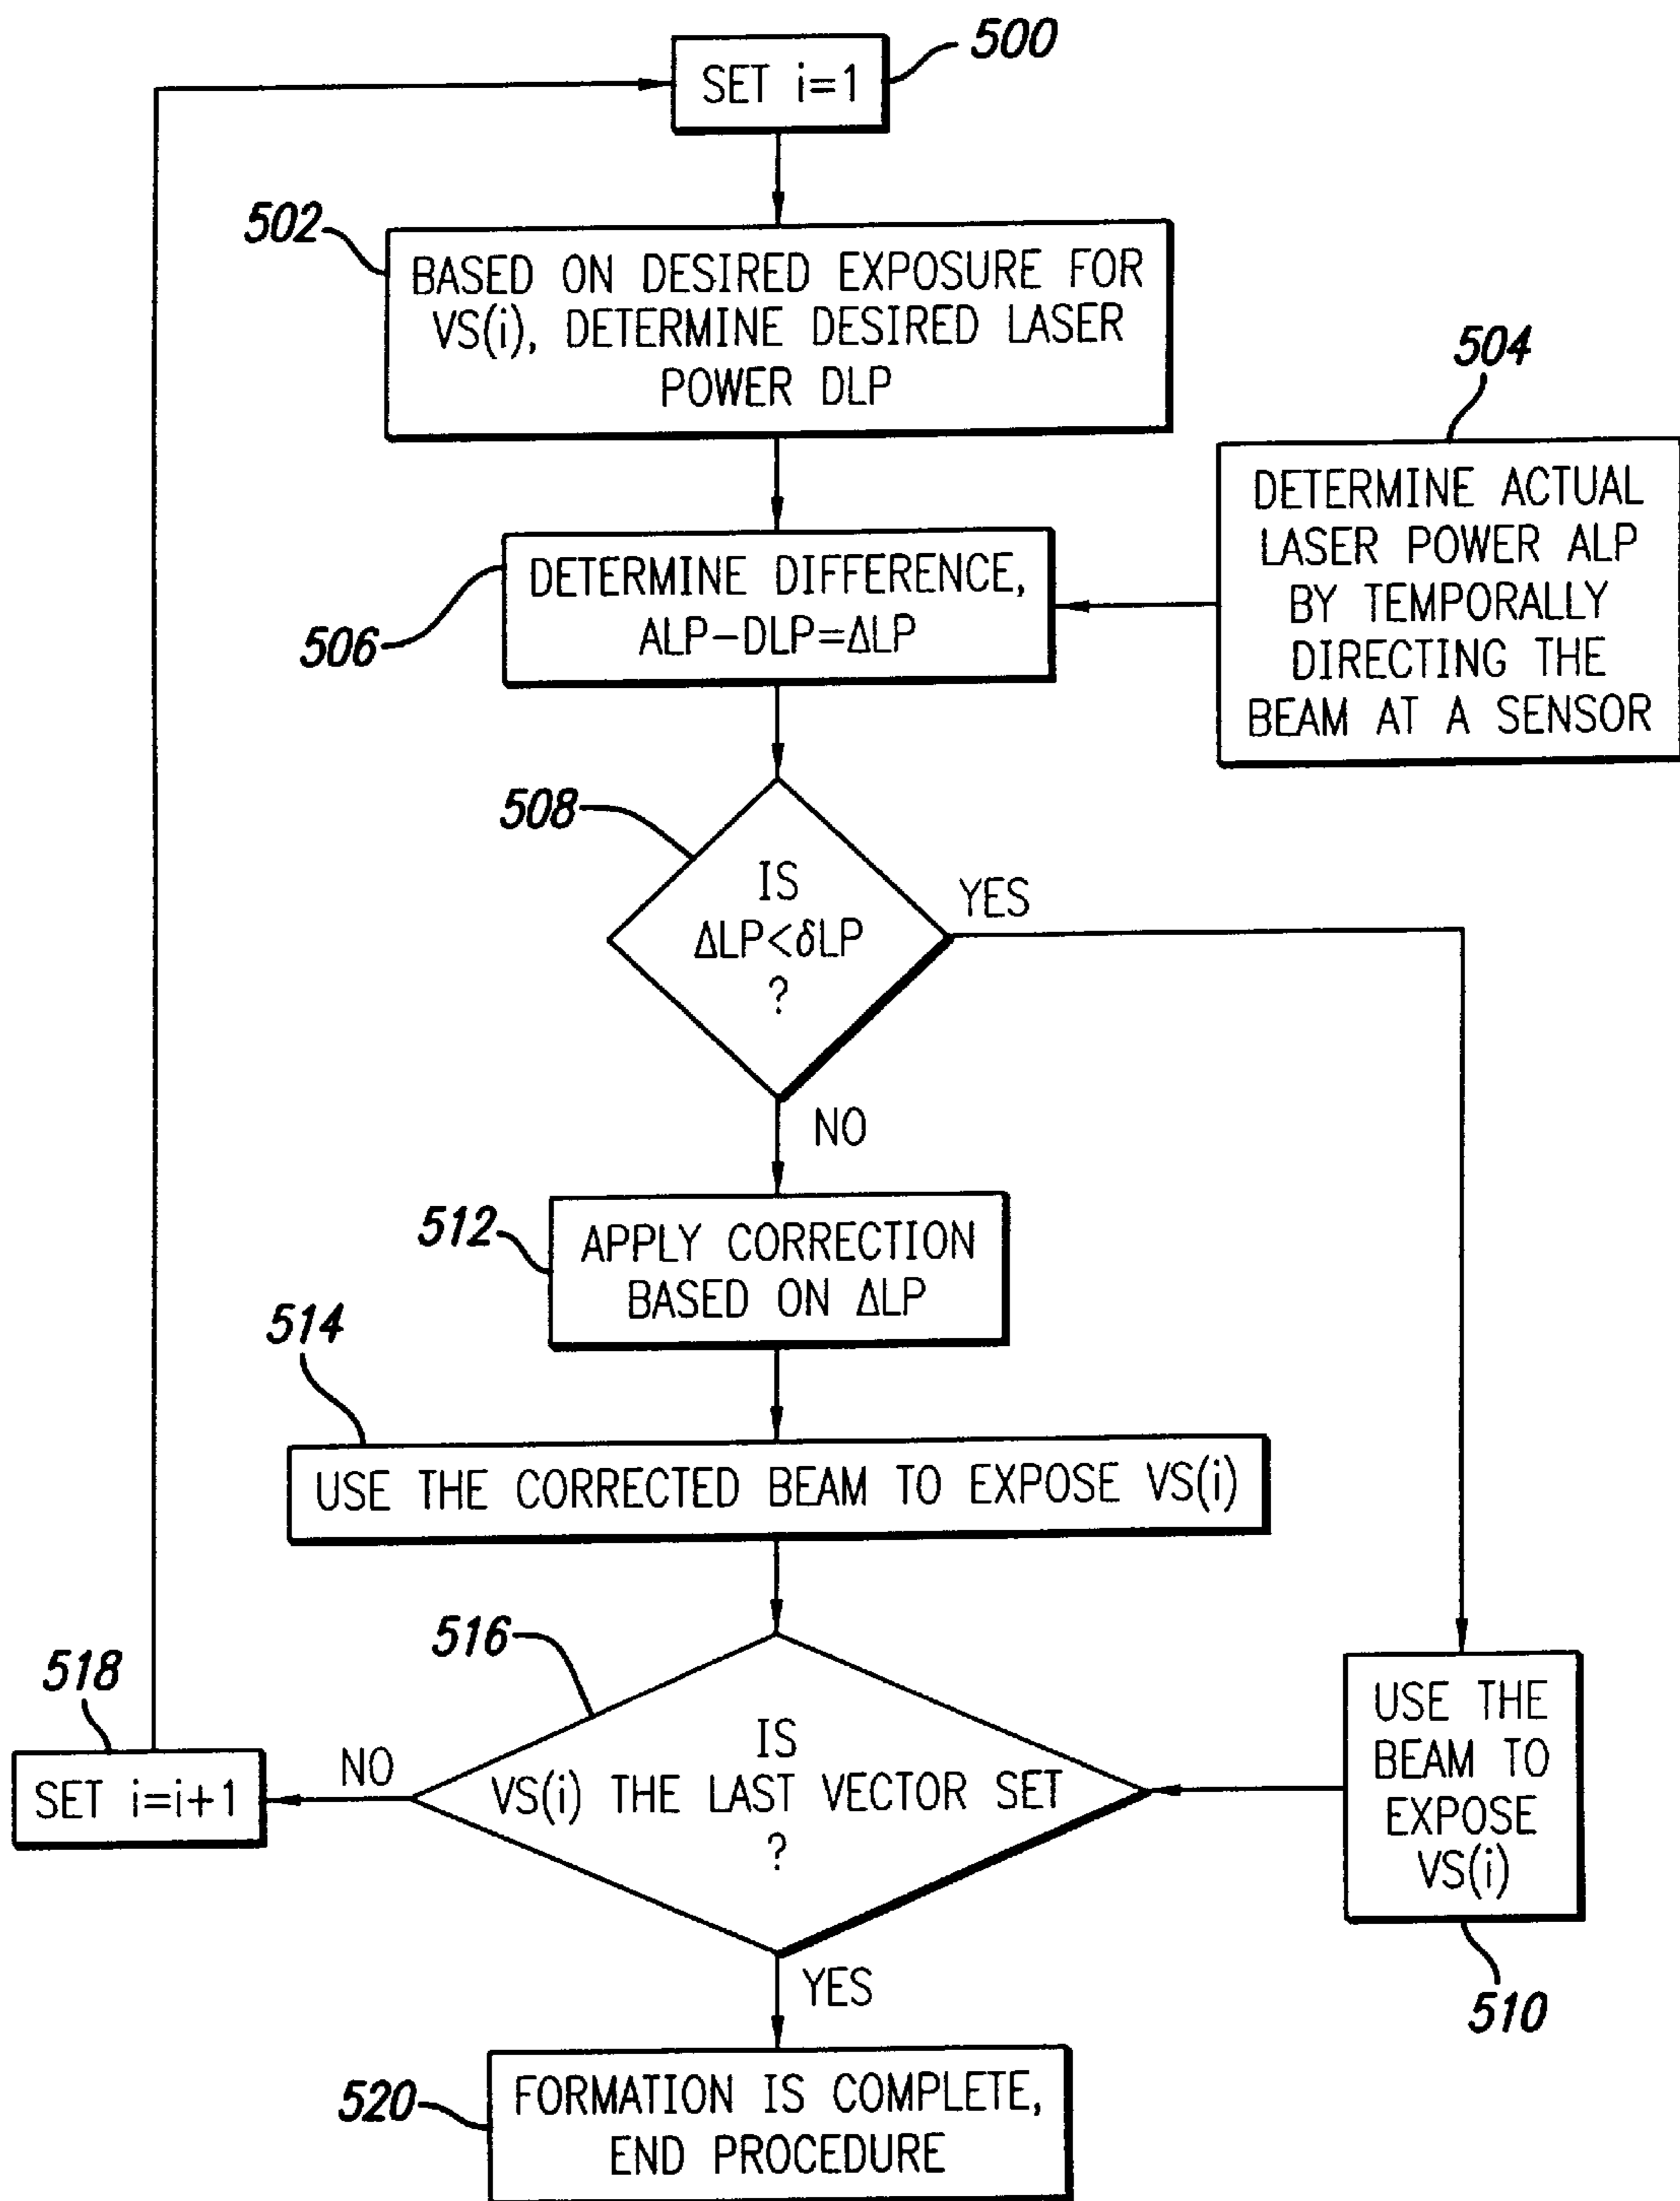 500
SET i=1
502
BASED ON DESIRED EXPOSURE FOR
VS(i), DETERMINE DESIRED LASER
POWER DLP
504
DETERMINE ACTUAL
LASER POWER ALP
BY TEMPORALLY
DIRECTING THE
BEAM AT A SENSOR
506
DETERMINE DIFFERENCE,
ALP-DLP=ΔLP
508
IS
ΔLP<δLP
?
YES
NO
512
APPLY CORRECTION
BASED ON ΔLP
514
USE THE CORRECTED BEAM TO EXPOSE VS(i)
516
IS
VS(i) THE LAST VECTOR SET
?
NO
518
SET i=i+1
USE THE
BEAM TO
EXPOSE
VS(i)
510
YES
520
FORMATION IS COMPLETE,
END PROCEDURE